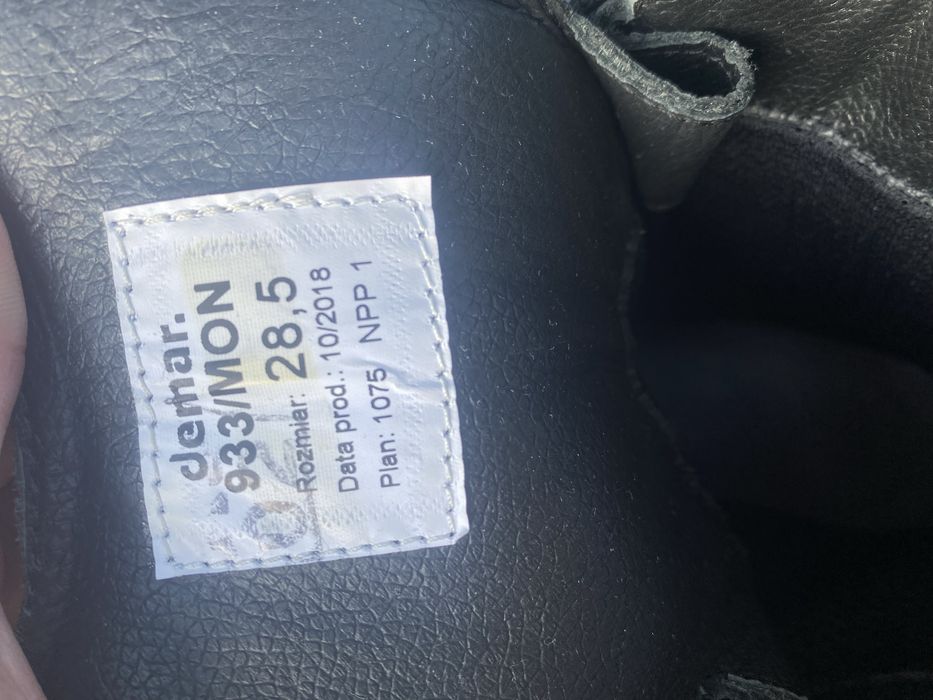 demar.
933/MON
Rozmiar: 28,5
Data prod.: 10/2018
Plan: 1075 NPP 1